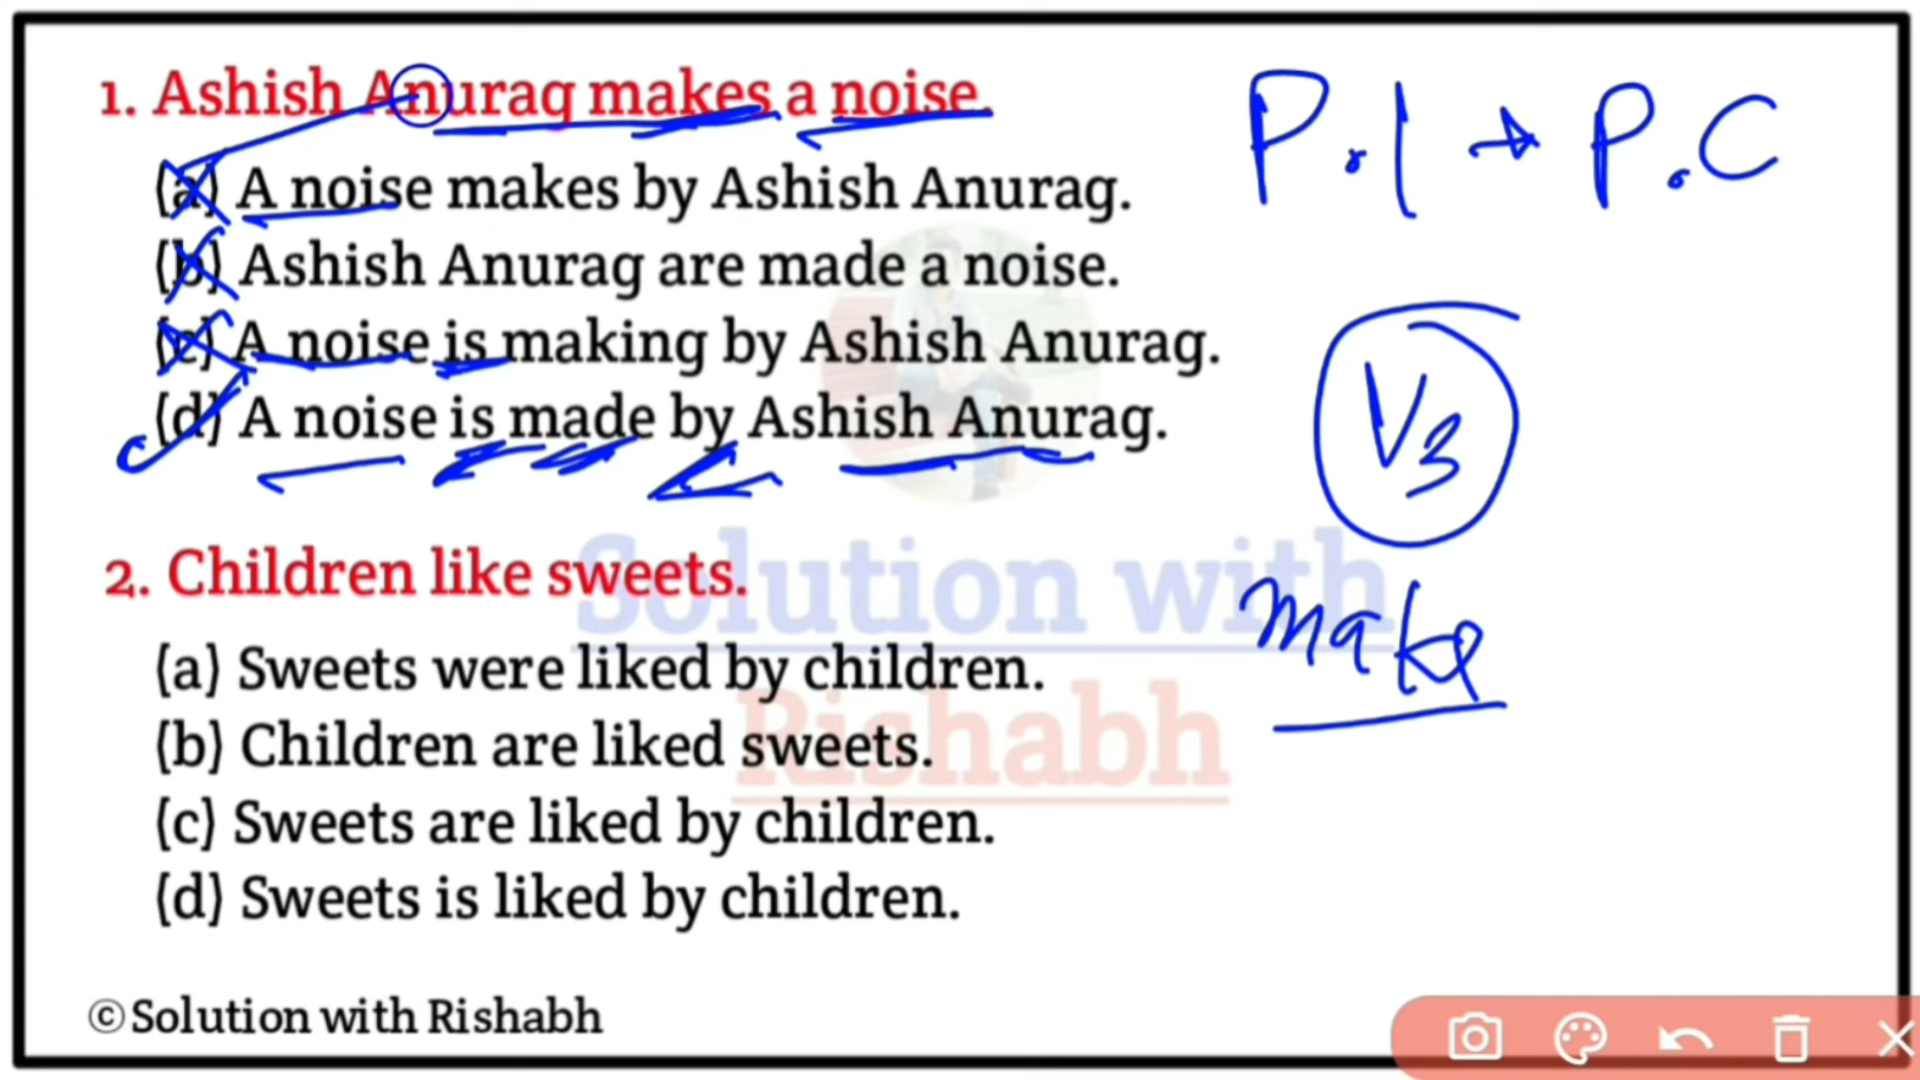 1. Ashish Anurag makes a noise.
(a) A noise makes by Ashish Anurag.
(b) Ashish Anurag are made a noise.
(c) A noise is making by Ashish Anurag.
(d) A noise is made by Ashish Anurag.
2. Children like sweets.
(a) Sweets were liked by children.
(b) Children are liked sweets.
(c) Sweets are liked by children.
(d) Sweets is liked by children.
P.I → P.C
V3
make
Solution with
Rishabh
©Solution with Rishabh